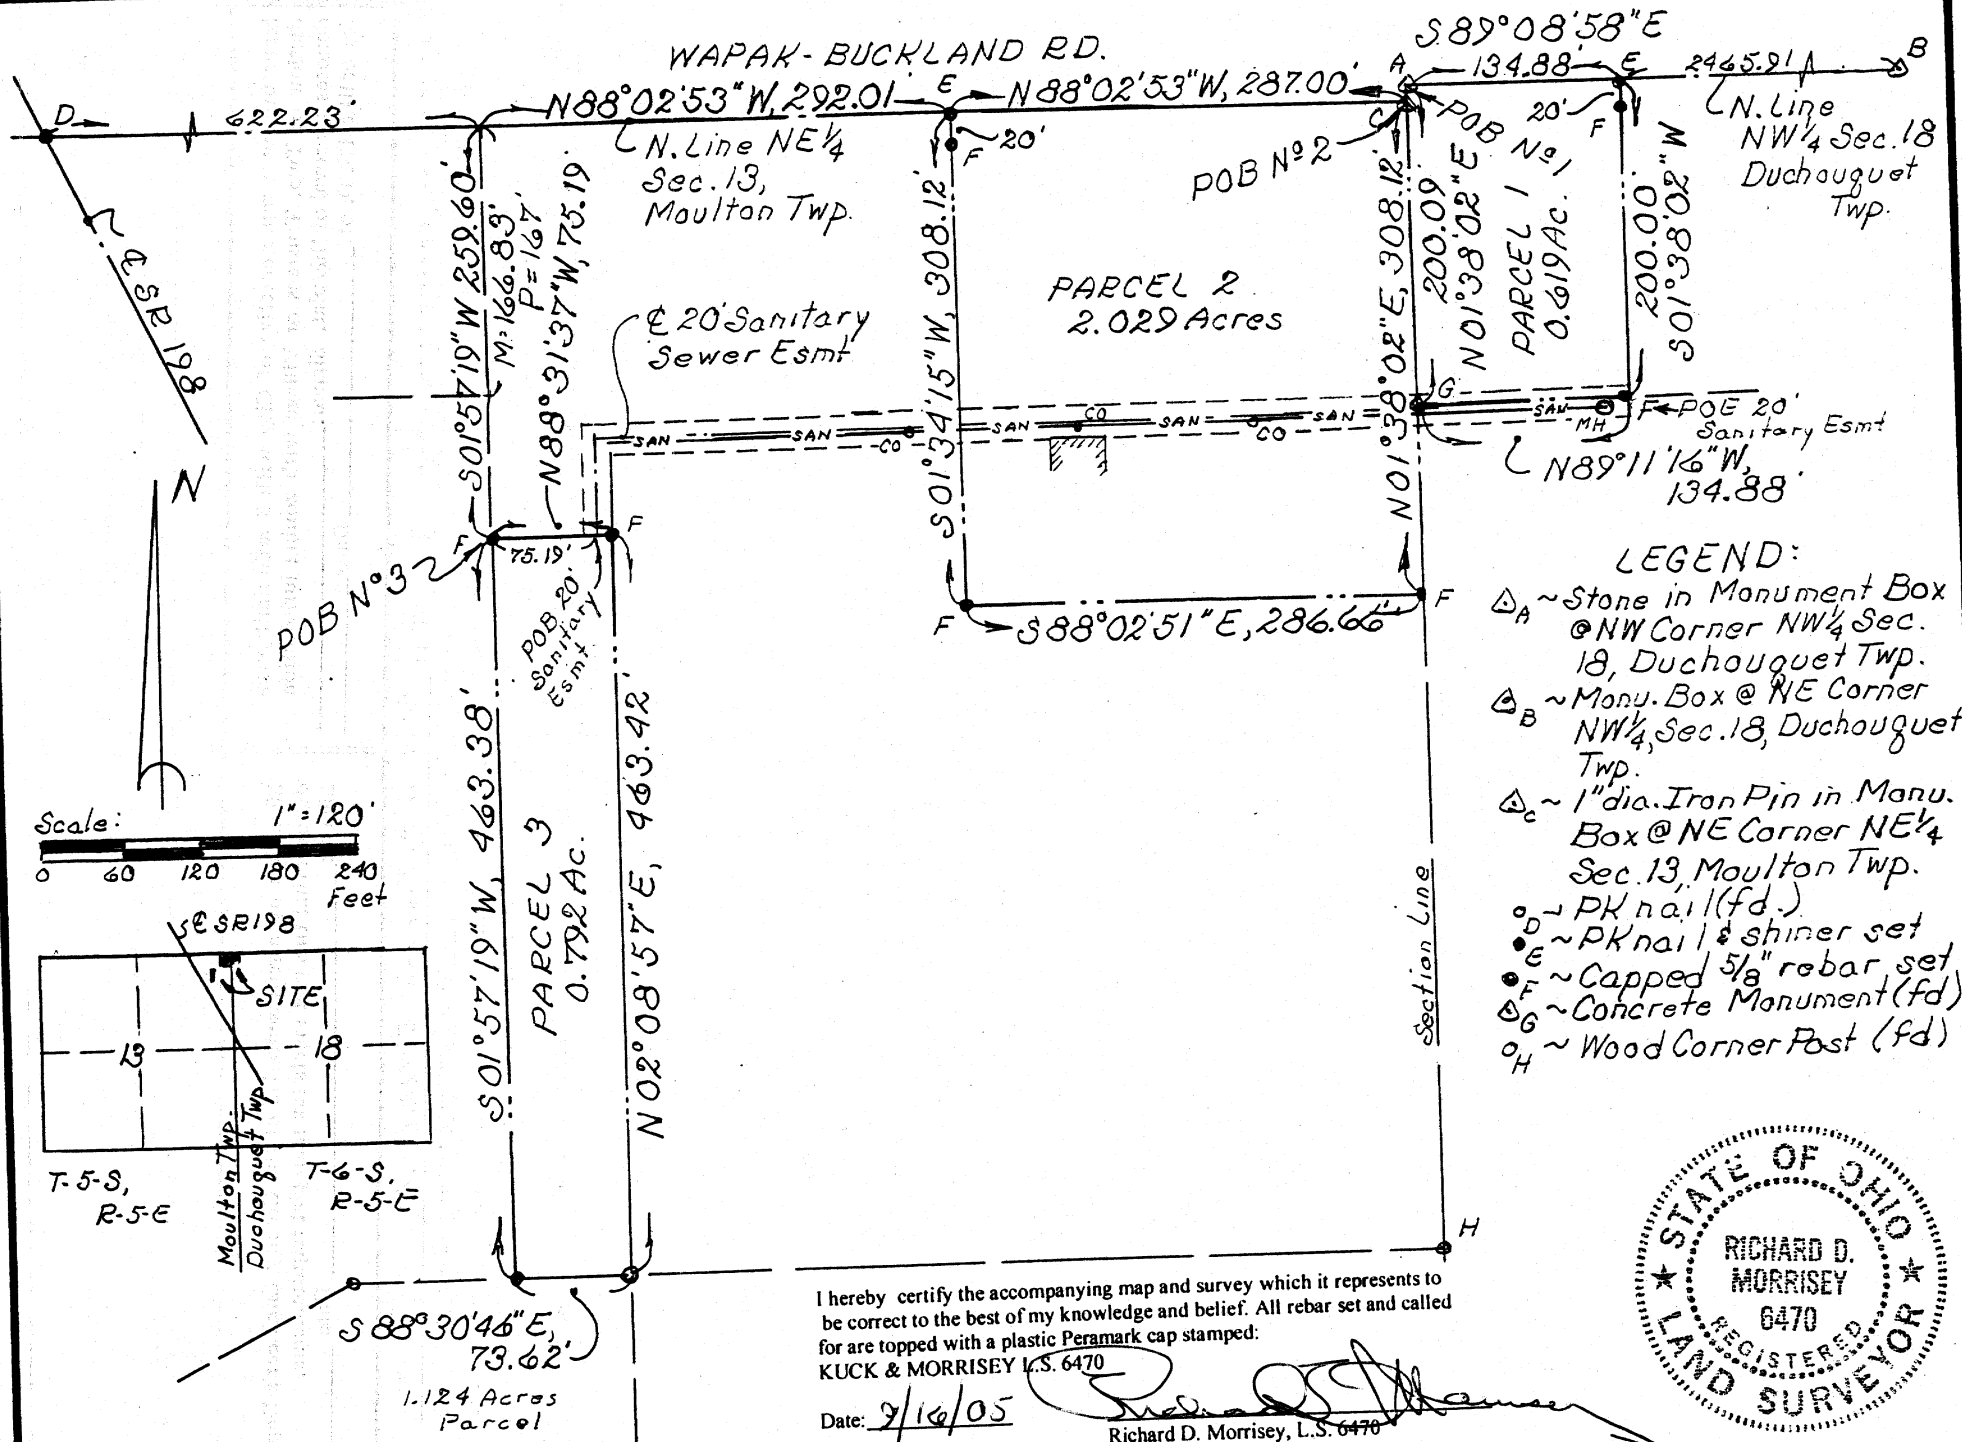 WAPAK-BUCKLAND RD.
S 89°08'58"E
134.88'
2465.91'
A
E
B
D
622.23'
N88°02'53"W, 292.01'
E
N88°02'53"W, 287.00'
C
N. Line NE 1/4
Sec. 13,
Moulton Twp.
20'
F
POB Nº 2
POB Nº 1
20'
F
N. Line
NW 1/4 Sec. 18
Duchouquet
Twp.
℄ SR 198
S01°57'19"W 259.60'
M=166.83'
P=167'
N88°31'37"W, 75.19'
℄ 20' Sanitary
Sewer Esmt
S01°34'15"W, 308.12'
PARCEL 2
2.029 Acres
N01°38'02"E, 308.12'
200.09'
N01°38'02"E
PARCEL 1
0.619 Ac.
200.00'
S01°38'02"W
SAN
SAN
CO
SAN
CO
SAN
CO
SAN
G
SAN
MH
F
POE 20'
Sanitary Esmt
N89°11'16"W,
134.88'
N
F
75.19'
F
POB Nº 3
POB 20'
Sanitary
Esmt.
F
S88°02'51"E, 286.66'
F
LEGEND:
A ~ Stone in Monument Box
@ NW Corner NW 1/4 Sec.
18, Duchouquet Twp.
B ~ Monu. Box @ NE Corner
NW 1/4, Sec. 18, Duchouquet
Twp.
C ~ 1" dia. Iron Pin in Monu.
Box @ NE Corner NE 1/4
Sec. 13, Moulton Twp.
D ~ PK nail (fd.)
E ~ PK nail & shiner set
F ~ Capped 5/8" rebar set
G ~ Concrete Monument (fd)
H ~ Wood Corner Post (fd)
Scale: 1"=120'
0 60 120 180 240
Feet
S01°57'19"W, 463.38'
PARCEL 3
0.792 Ac.
N02°08'57"E, 463.42'
Section Line
H
℄ SR198
SITE
13
18
T-5-S,
R-5-E
Moulton Twp.
Duchouquet Twp
T-6-S,
R-5-E
S 88°30'46"E,
73.62'
1.124 Acres
Parcel
I hereby certify the accompanying map and survey which it represents to
be correct to the best of my knowledge and belief. All rebar set and called
for are topped with a plastic Peramark cap stamped:
KUCK & MORRISEY L.S. 6470
Date: 9/16/05
Richard D. Morrisey, L.S. 6470
STATE OF OHIO
RICHARD D.
MORRISEY
6470
REGISTERED
LAND SURVEYOR